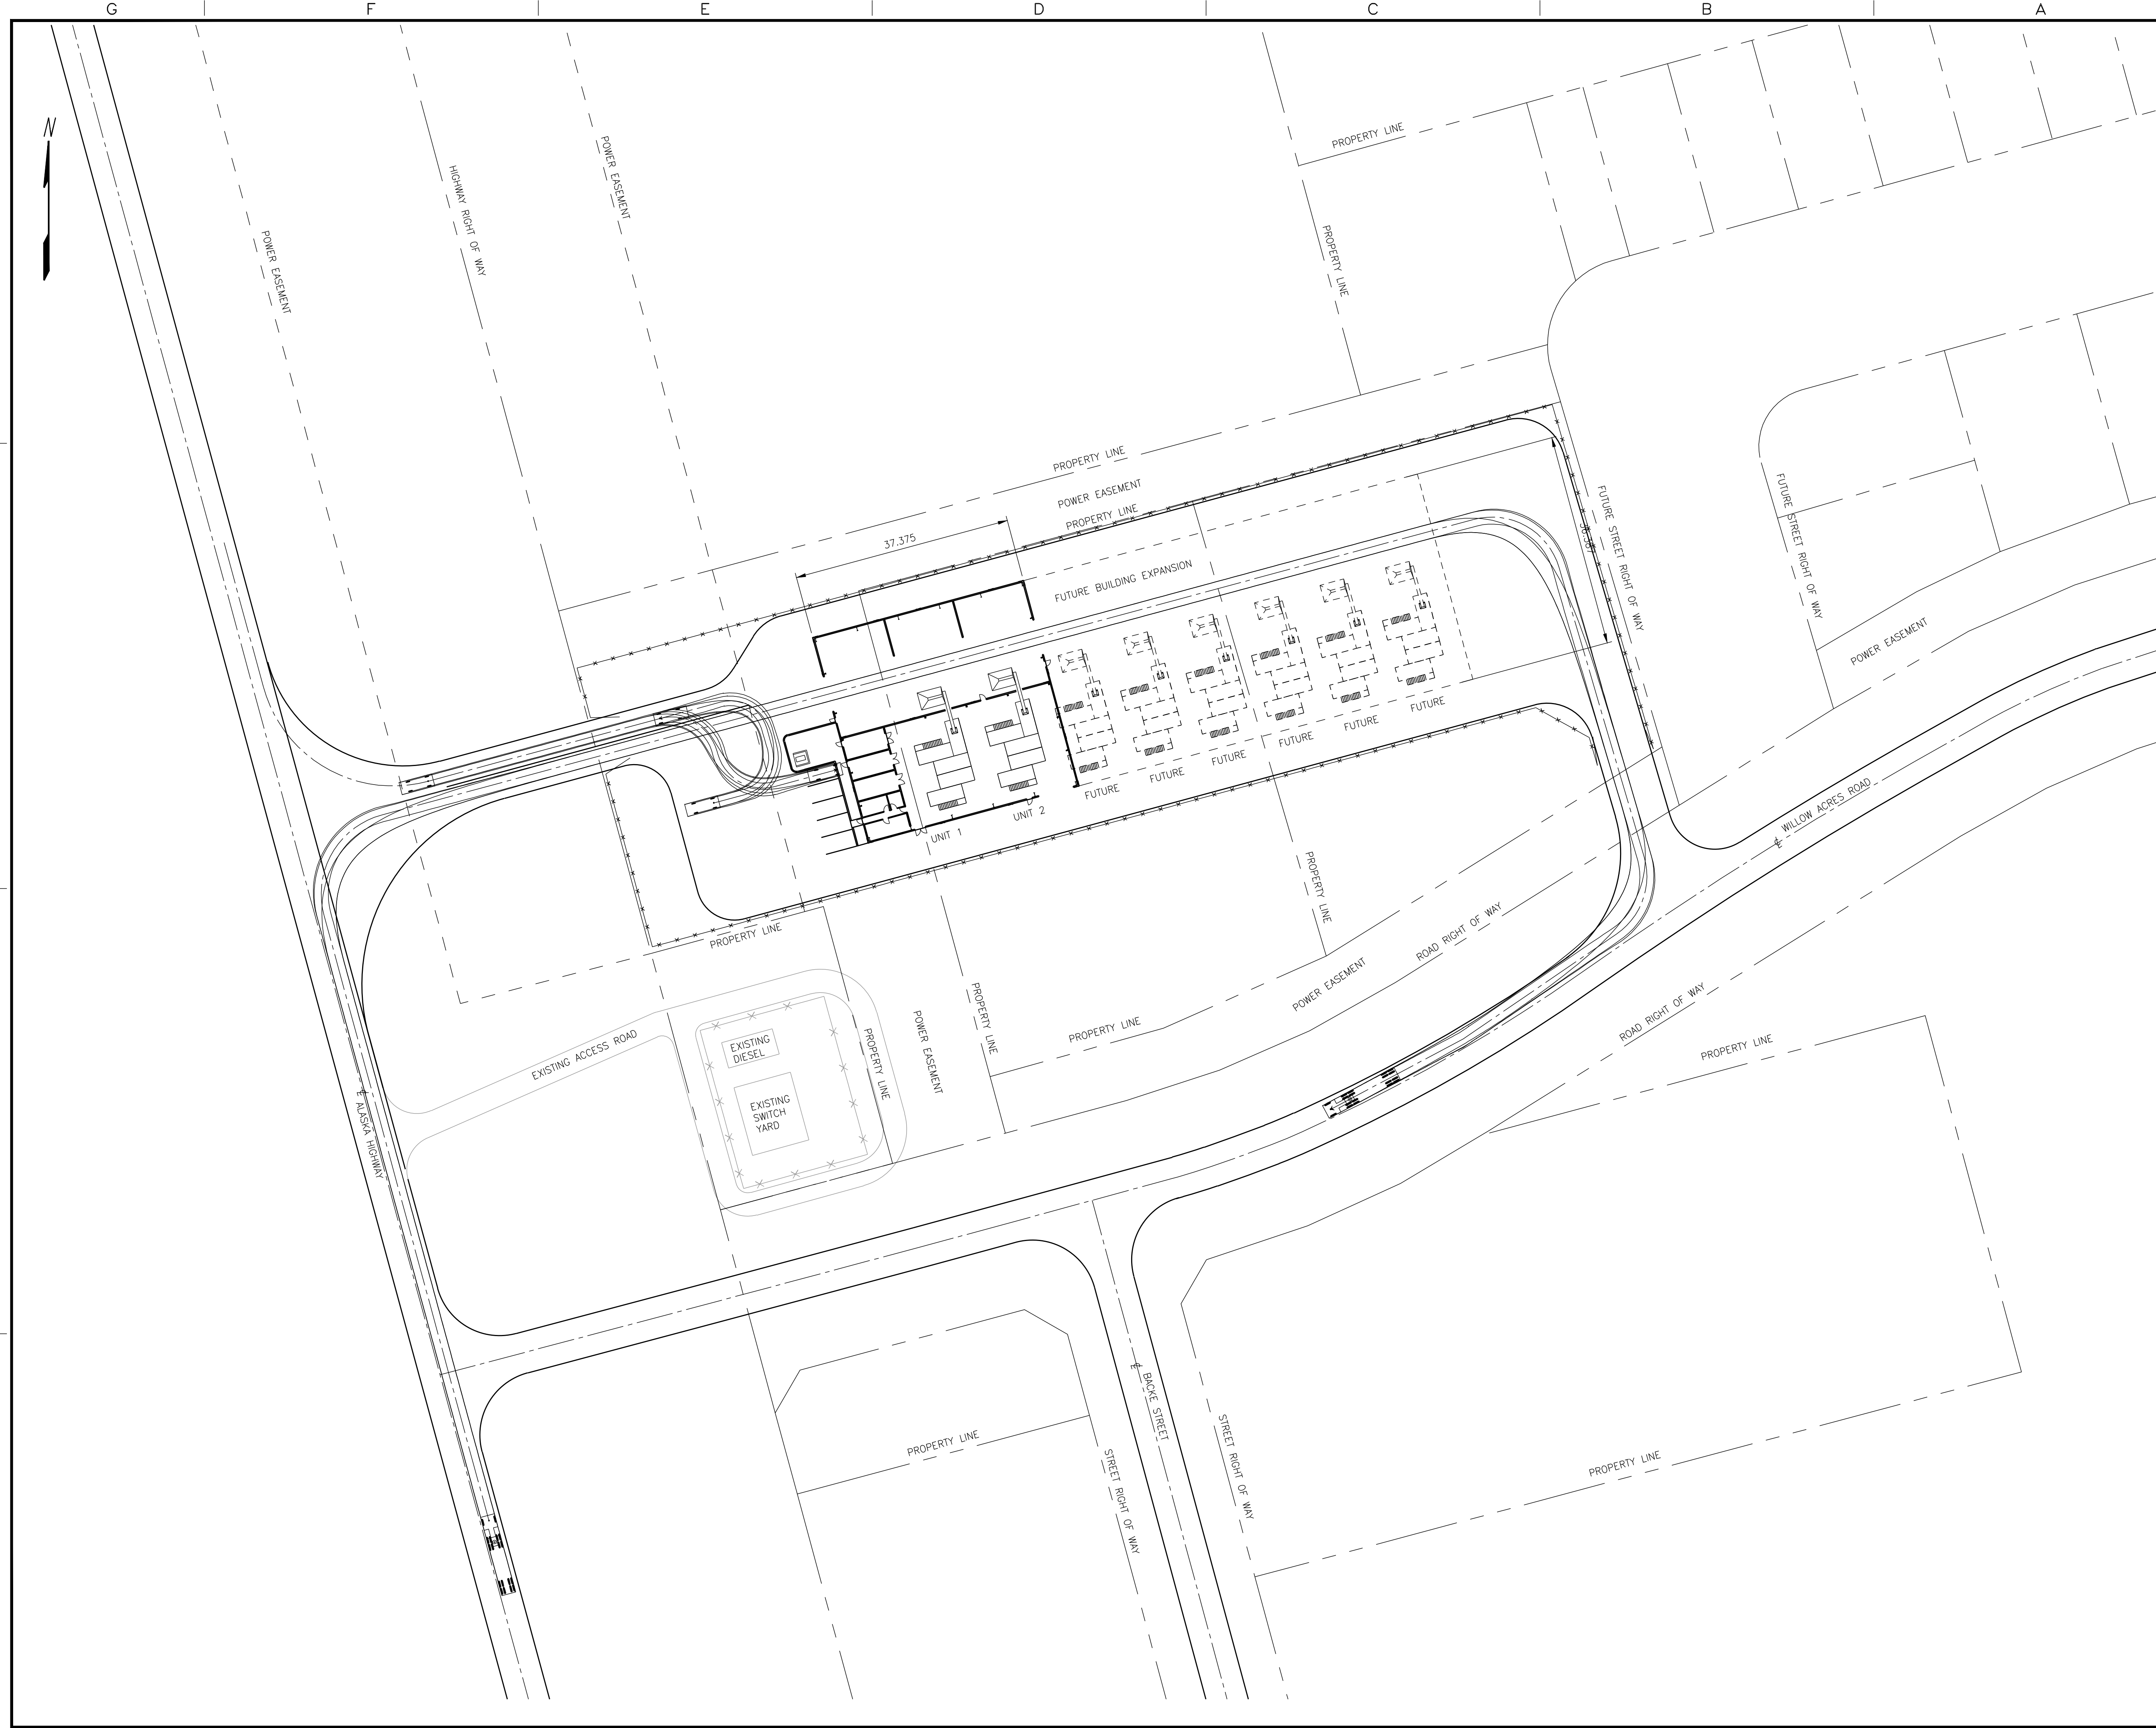 G
F
E
D
C
B
A
N
PROPERTY LINE
POWER EASEMENT
HIGHWAY RIGHT OF WAY
POWER EASEMENT
PROPERTY LINE
PROPERTY LINE
POWER EASEMENT
PROPERTY LINE
37,375
FUTURE BUILDING EXPANSION
FUTURE STREET RIGHT OF WAY
FUTURE STREET RIGHT OF WAY
POWER EASEMENT
FUTURE
FUTURE
FUTURE
FUTURE
FUTURE
FUTURE
UNIT 1
UNIT 2
WILLOW ACRES ROAD
PROPERTY LINE
PROPERTY LINE
ROAD RIGHT OF WAY
POWER EASEMENT
PROPERTY LINE
PROPERTY LINE
POWER EASEMENT
PROPERTY LINE
EXISTING ACCESS ROAD
EXISTING
DIESEL
EXISTING
SWITCH
YARD
ROAD RIGHT OF WAY
PROPERTY LINE
℄ ALASKA HIGHWAY
℄ BACKE STREET
PROPERTY LINE
STREET RIGHT OF WAY
STREET RIGHT OF WAY
PROPERTY LINE